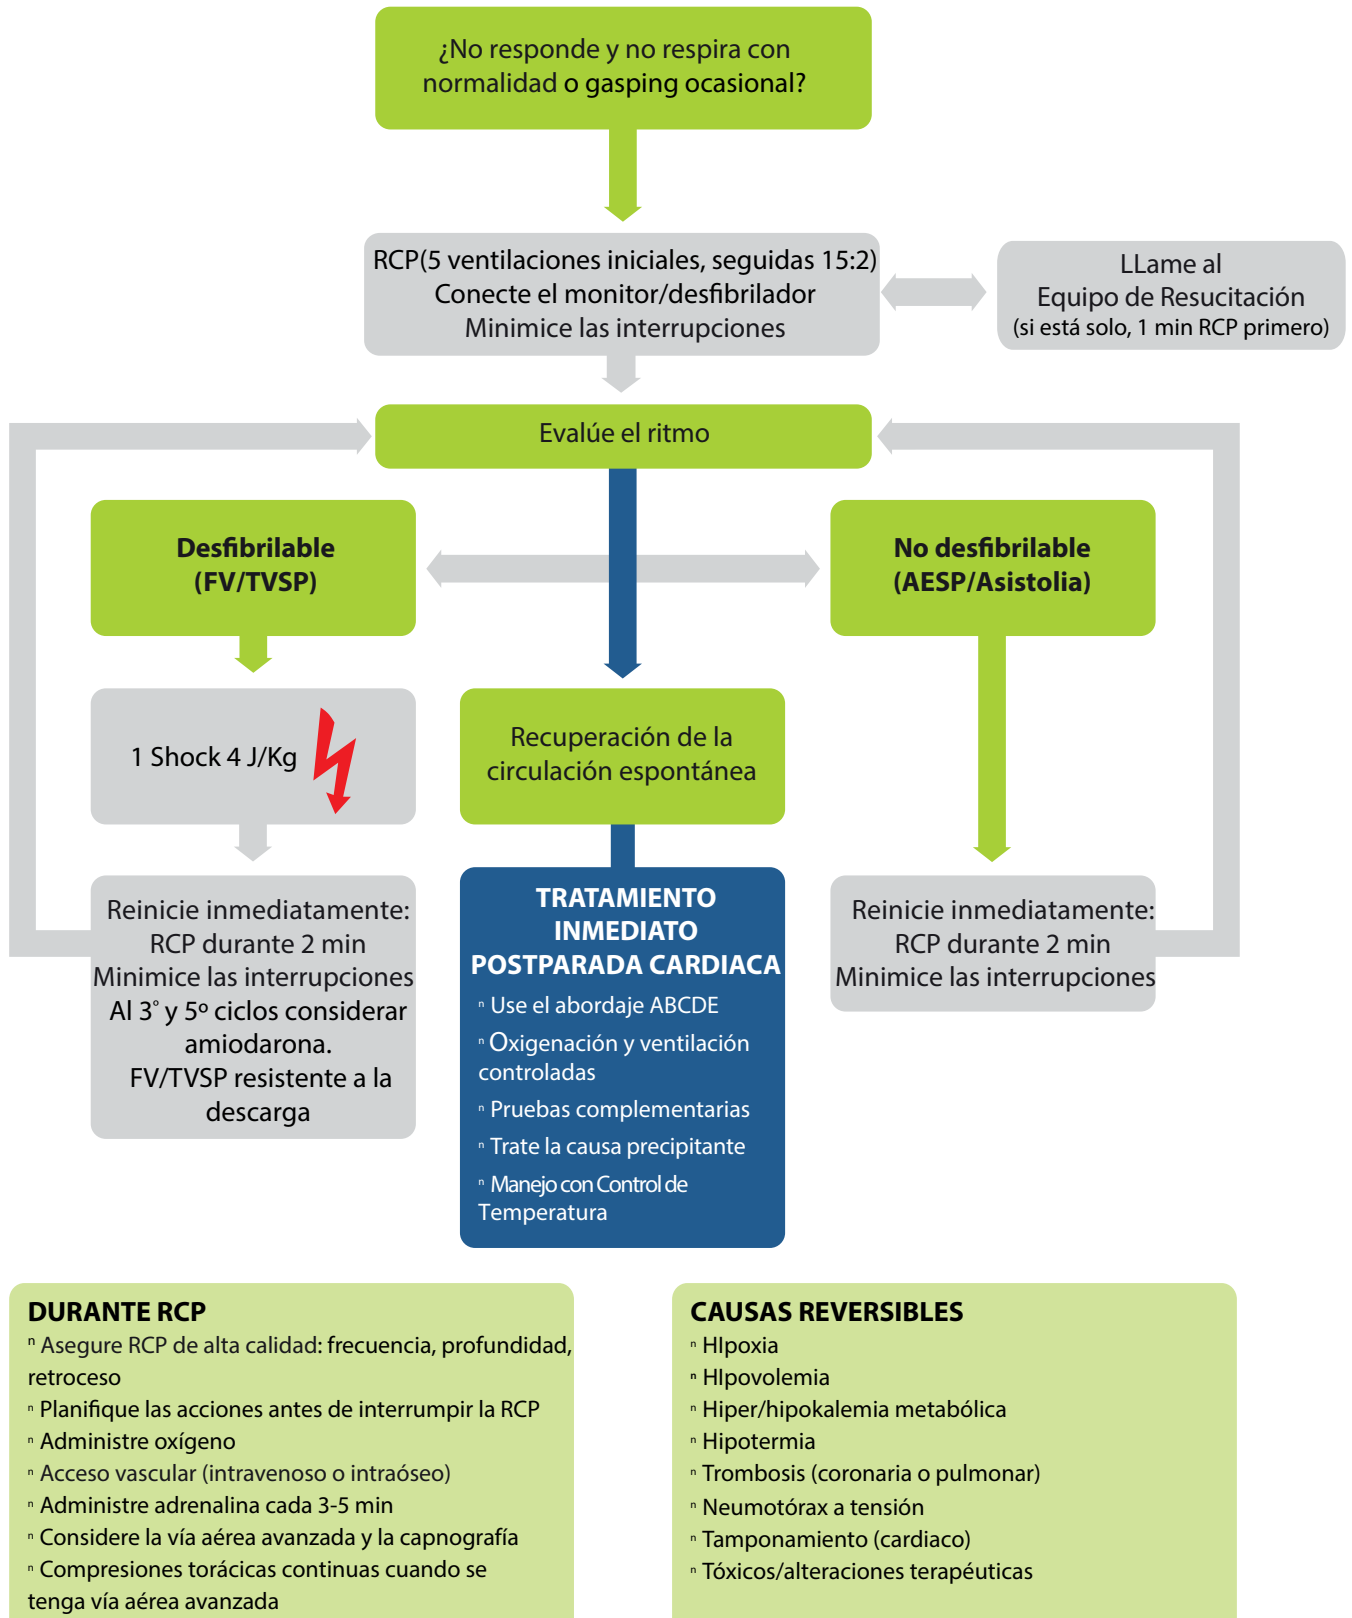 ¿No responde y no respira con
normalidad o gasping ocasional?
RCP(5 ventilaciones iniciales, seguidas 15:2)
Conecte el monitor/desfibrilador
Minimice las interrupciones
LLame al
Equipo de Resucitación
(si está solo, 1 min RCP primero)
Evalúe el ritmo
Desfibrilable
(FV/TVSP)
No desfibrilable
(AESP/Asistolia)
1 Shock 4 J/Kg
Recuperación de la
circulación espontánea
Reinicie inmediatamente:
RCP durante 2 min
Minimice las interrupciones
Al 3° y 5º ciclos considerar
amiodarona.
FV/TVSP resistente a la
descarga
TRATAMIENTO
INMEDIATO
POSTPARADA CARDIACA
n Use el abordaje ABCDE
n Oxigenación y ventilación
controladas
n Pruebas complementarias
n Trate la causa precipitante
n Manejo con Control de
Temperatura
Reinicie inmediatamente:
RCP durante 2 min
Minimice las interrupciones
DURANTE RCP
n Asegure RCP de alta calidad: frecuencia, profundidad,
retroceso
n Planifique las acciones antes de interrumpir la RCP
n Administre oxígeno
n Acceso vascular (intravenoso o intraóseo)
n Administre adrenalina cada 3-5 min
n Considere la vía aérea avanzada y la capnografía
n Compresiones torácicas continuas cuando se
tenga vía aérea avanzada
CAUSAS REVERSIBLES
n HIpoxia
n HIpovolemia
n Hiper/hipokalemia metabólica
n Hipotermia
n Trombosis (coronaria o pulmonar)
n Neumotórax a tensión
n Tamponamiento (cardiaco)
n Tóxicos/alteraciones terapéuticas